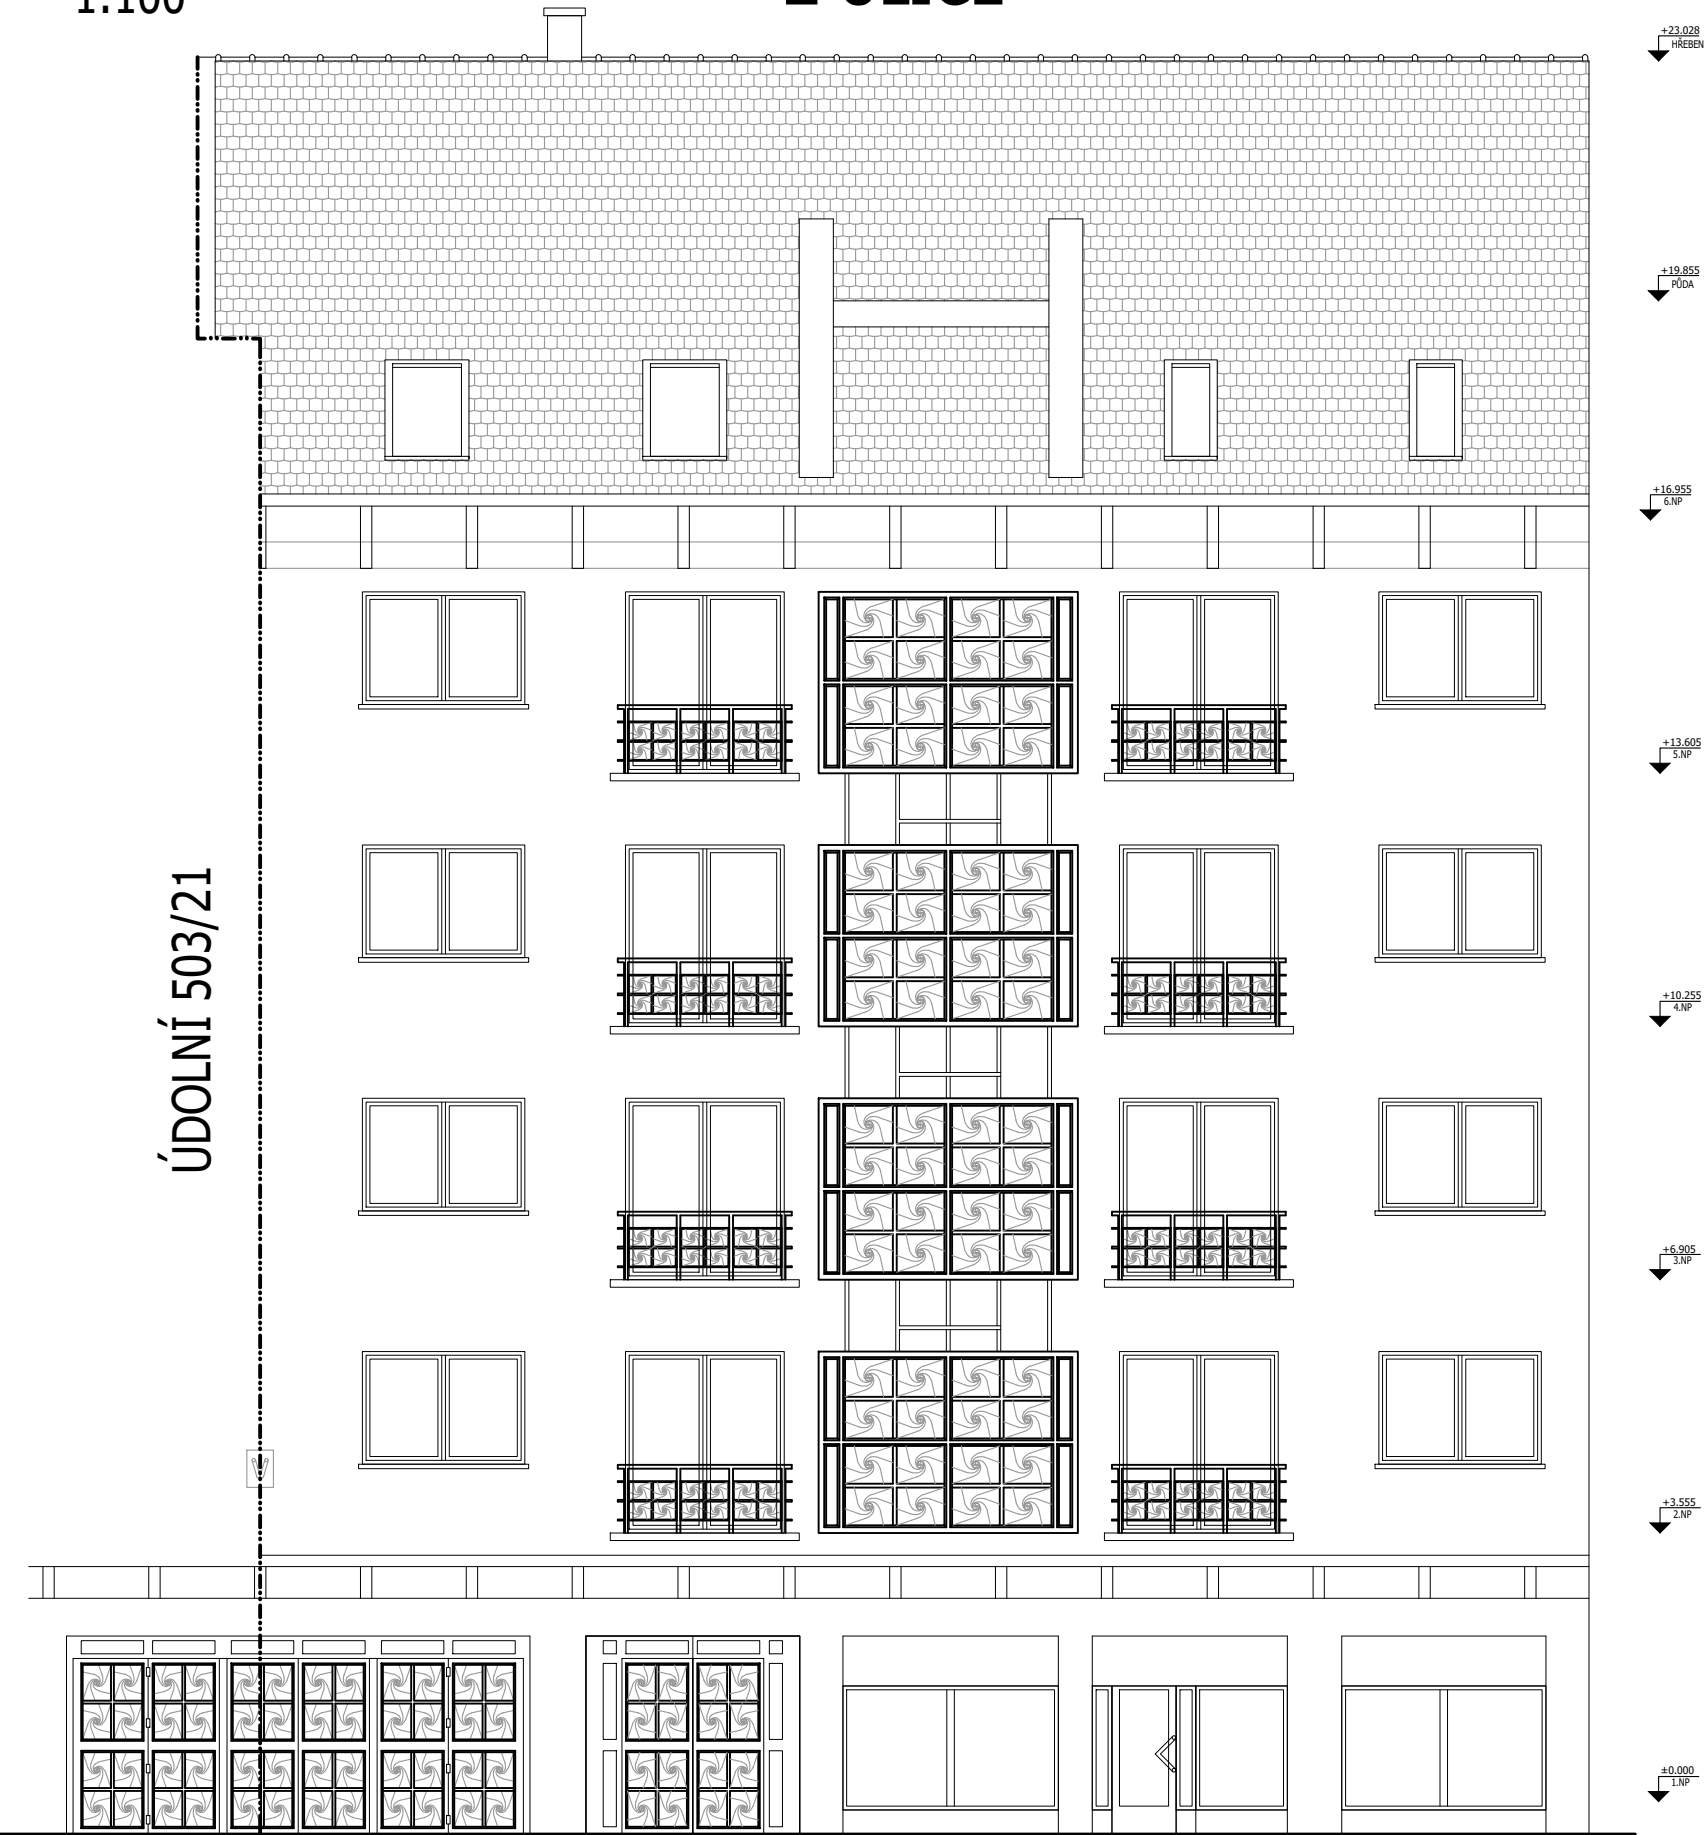 1:100
+23.028
HŘEBEN
+19.855
PŮDA
+16.955
6.NP
+13.605
5.NP
ÚDOLNÍ 503/21
+10.255
4.NP
+6.905
3.NP
+3.555
2.NP
±0.000
1.NP